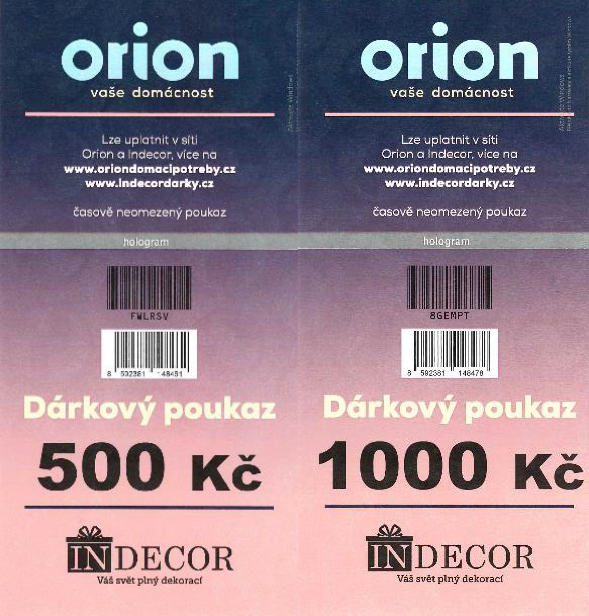 orion
vaše domácnost
Lze uplatnit v síti
Orion a Indecor, více na
www.oriondomacipotreby.cz
www.indecordarky.cz
časově neomezený poukaz
hologram
FWLRSV
8 592381 148461
Dárkový poukaz
500 Kč
INDECOR
Váš svět plný dekorací
orion
vaše domácnost
Lze uplatnit v síti
Orion a Indecor, více na
www.oriondomacipotreby.cz
www.indecordarky.cz
časově neomezený poukaz
hologram
8GEMPT
8 592381 148478
Dárkový poukaz
1000 Kč
INDECOR
Váš svět plný dekorací